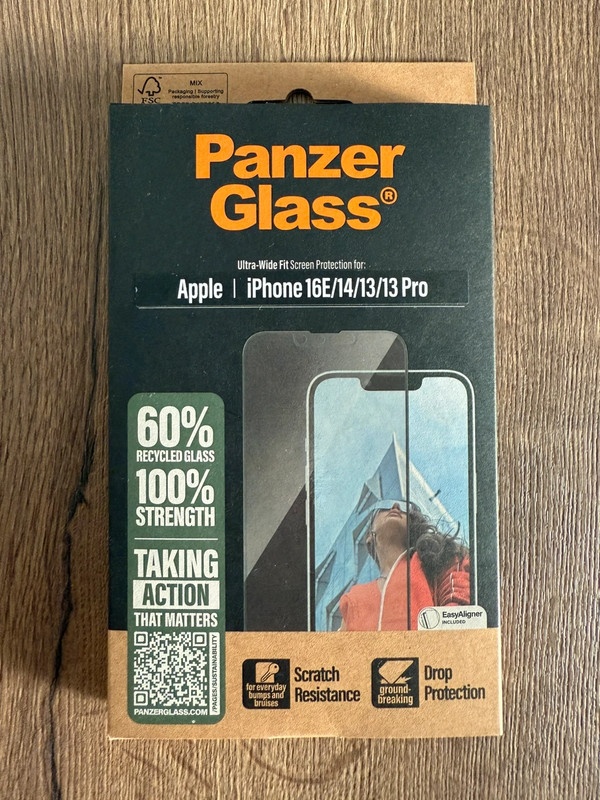 MIX
Packaging | Supporting
responsible forestry
FSC
Panzer
Glass®
Ultra-Wide Fit Screen Protection for:
Apple | iPhone 16E/14/13/13 Pro
60%
RECYCLED GLASS
100%
STRENGTH
TAKING
ACTION
THAT MATTERS
/PAGES/SUSTAINABILITY
PANZERGLASS.COM
EasyAligner
INCLUDED
for everyday
bumps and
bruises
Scratch
Resistance
ground-
breaking
Drop
Protection